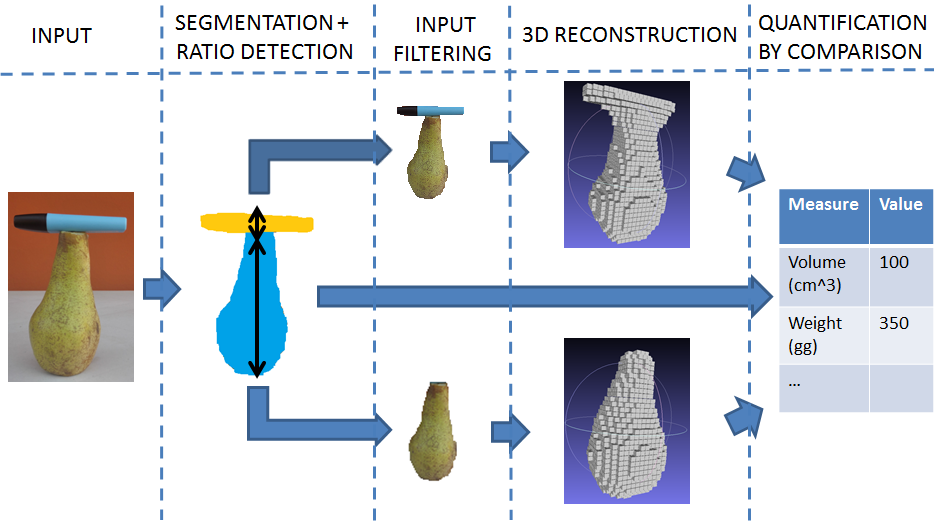 INPUT
SEGMENTATION +
RATIO DETECTION
INPUT
FILTERING
3D RECONSTRUCTION
QUANTIFICATION
BY COMPARISON
Measure Value
Volume 100
(cm^3)
Weight 350
(gg)
...